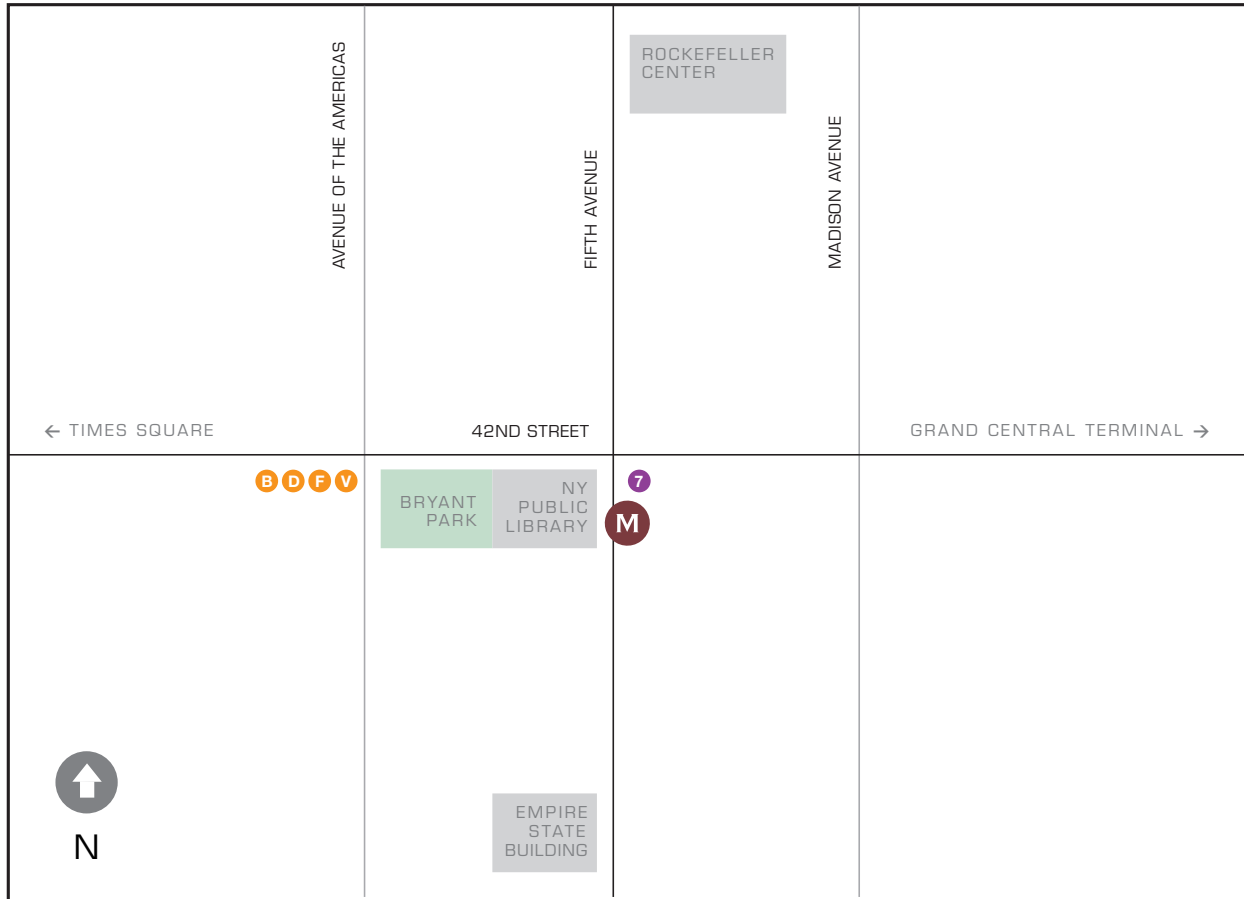 AVENUE OF THE AMERICAS
FIFTH AVENUE
ROCKEFELLER
CENTER
MADISON AVENUE
← TIMES SQUARE
42ND STREET
GRAND CENTRAL TERMINAL →
B D F V
BRYANT
PARK
NY
PUBLIC
LIBRARY
7
M
EMPIRE
STATE
BUILDING
N